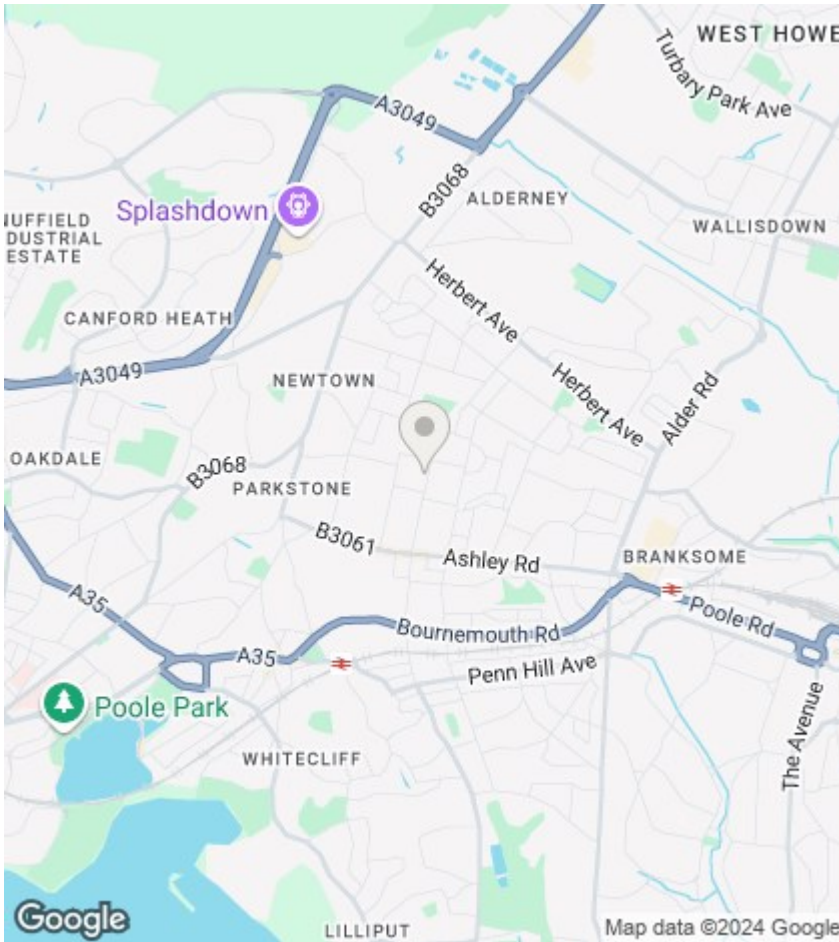 WEST HOWE
Turbary Park Ave
A3049
B3068
ALDERNEY
Splashdown
WALLISDOWN
NUFFIELD
DUSTRIAL
ESTATE
Herbert Ave
CANFORD HEATH
A3049
NEWTOWN
Herbert Ave
Alder Rd
OAKDALE
B3068
PARKSTONE
B3061
Ashley Rd
BRANKSOME
A35
Bournemouth Rd
Poole Rd
A35
Penn Hill Ave
Poole Park
The Avenue
WHITECLIFF
Google
LILLIPUT
Map data ©2024 Google